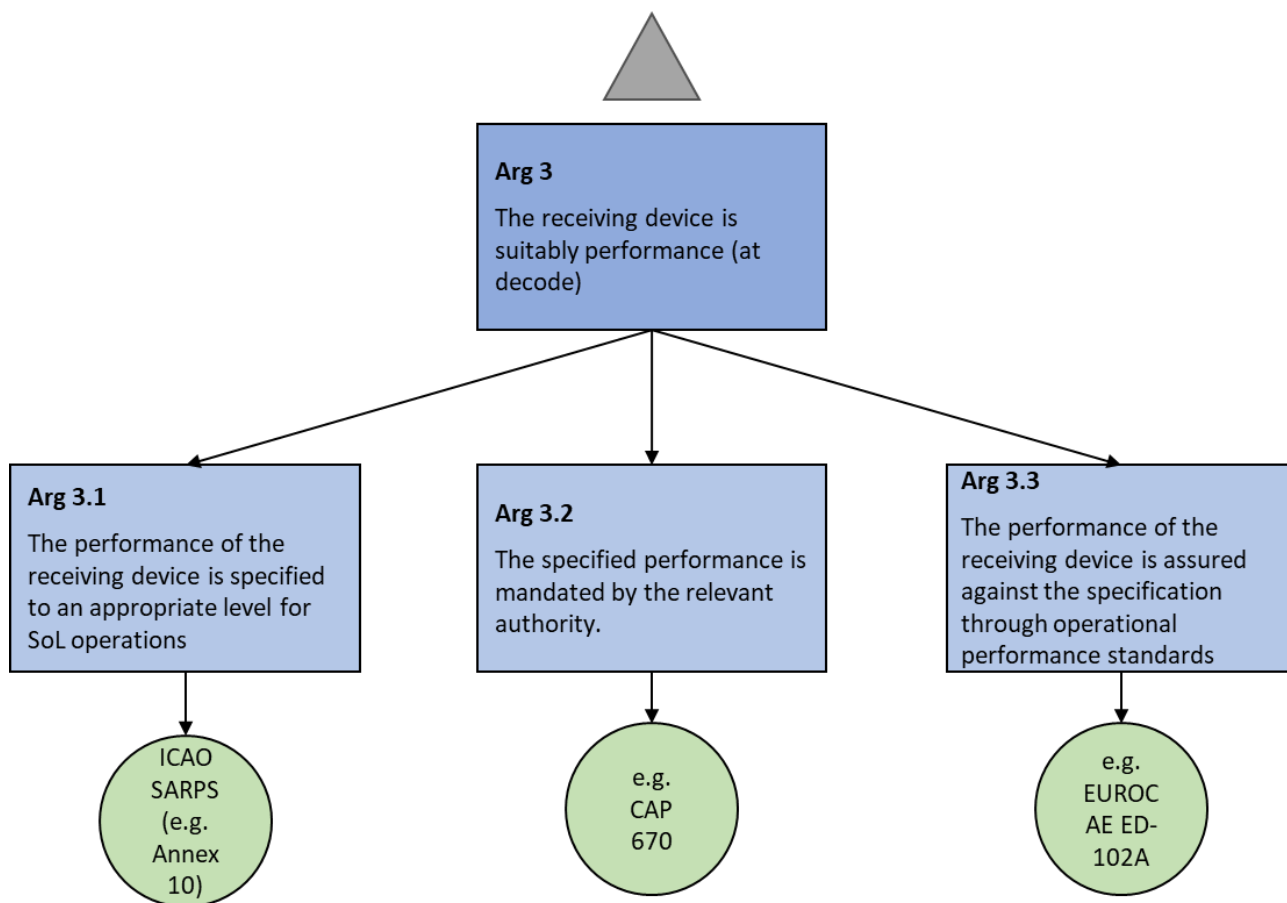 Arg 3
The receiving device is
suitably performance (at
decode)
Arg 3.1
The performance of the
receiving device is specified
to an appropriate level for
SoL operations
Arg 3.2
The specified performance is
mandated by the relevant
authority.
Arg 3.3
The performance of the
receiving device is assured
against the specification
through operational
performance standards
ICAO
SARPS
(e.g.
Annex
10)
e.g.
CAP
670
e.g.
EUROC
AE ED-
102A